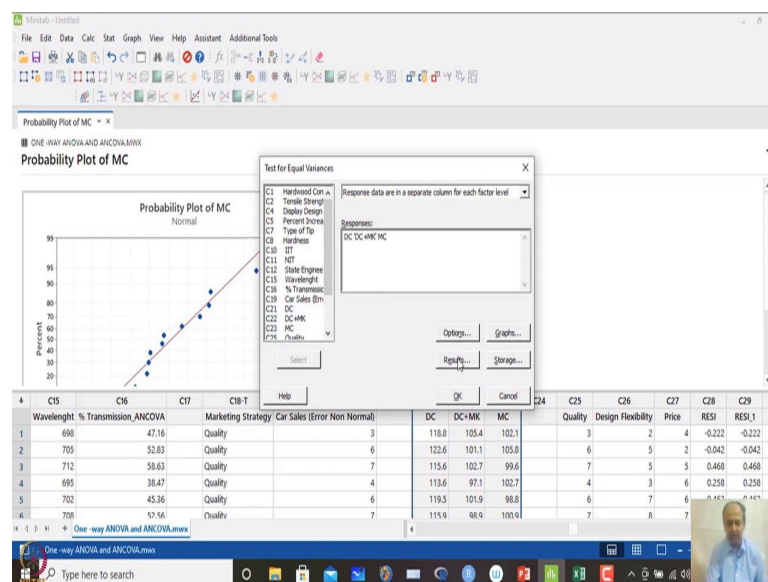 Minitab - Untitled
File Edit Data Calc Stat Graph View Help Assistant Additional Tools
Probability Plot of MC
ONE -WAY ANOVA AND ANCOVA.MWX
Probability Plot of MC
Probability Plot of MC
Normal
99
95
90
80
70
60
50
40
30
20
Percent
Test for Equal Variances
C1 Hardwood Con
C2 Tensile Strengt
C4 Display Design
C5 Percent Increa
C7 Type of Tip
C8 Hardness
C10 IIT
C11 NIT
C12 State Enginee
C15 Wavelenght
C16 % Transmissic
C19 Car Sales (Erro
C21 DC
C22 DC+MK
C23 MC
C25 Quality
Response data are in a separate column for each factor level
Responses:
DC 'DC+MK' MC
Select
Options...
Graphs...
Results...
Storage...
Help
OK
Cancel
C15 C16 C17 C18-T C24 C25 C26 C27 C28 C29
Wavelenght % Transmission_ANCOVA Marketing Strategy Car Sales (Error Non Normal) DC DC+MK MC Quality Design Flexibility Price RESI RESI_1
1 698 47.16 Quality 3 118.8 105.4 102.1 3 2 4 -0.222 -0.222
2 705 52.83 Quality 6 122.6 101.1 105.8 6 5 2 -0.042 -0.042
3 712 58.63 Quality 7 115.6 102.7 99.6 7 5 5 0.468 0.468
4 695 38.47 Quality 4 113.6 97.1 102.7 4 3 6 0.258 0.258
5 702 45.36 Quality 6 119.5 101.9 98.8 6 7 6
6 708 52.56 Quality 7 115.9 98.9 100.9 7 8 7
One -way ANOVA and ANCOVA.mwx
One -way ANOVA and ANCOVA.mwx
Type here to search